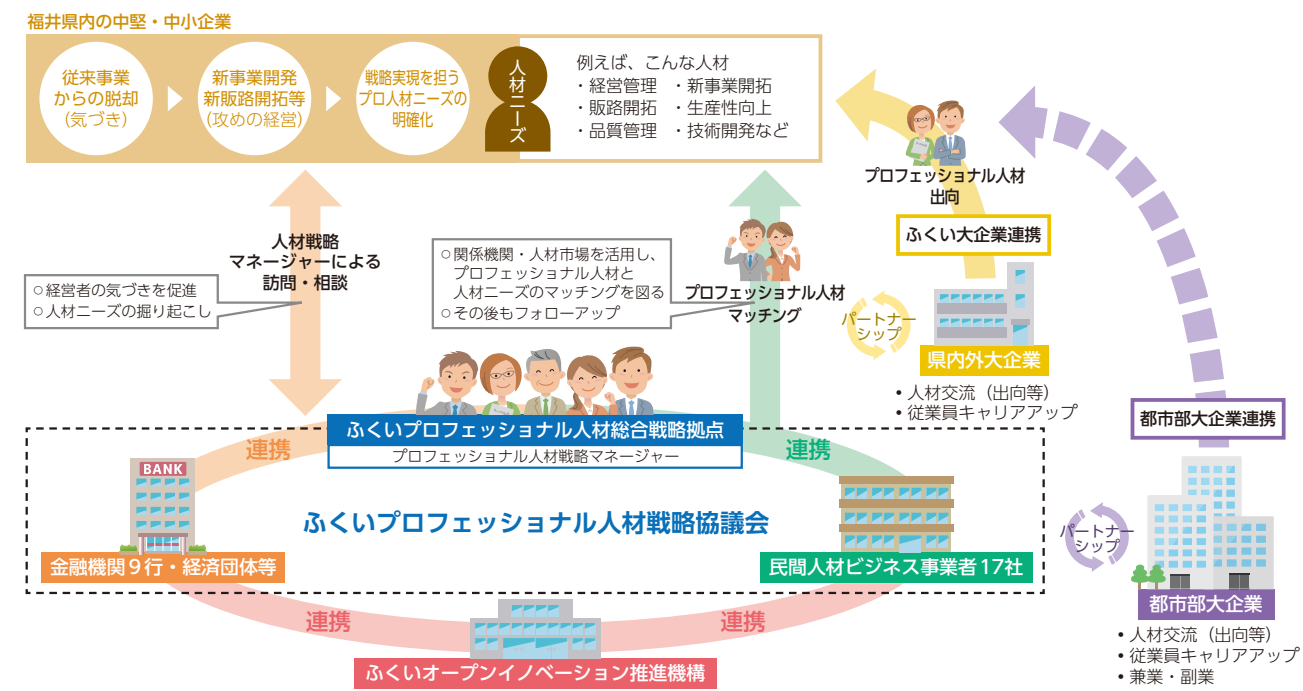 福井県内の中堅・中小企業
従来事業
からの脱却
（気づき）
新事業開発
新販路開拓等
（攻めの経営）
戦略実現を担う
プロ人材ニーズの
明確化
人材ニーズ
例えば、こんな人材
・経営管理 ・新事業開拓
・販路開拓 ・生産性向上
・品質管理 ・技術開発など
プロフェッショナル人材
出向
ふくい大企業連携
人材戦略
マネージャーによる
訪問・相談
○経営者の気づきを促進
○人材ニーズの掘り起こし
○関係機関・人材市場を活用し、
プロフェッショナル人材と
人材ニーズのマッチングを図る
○その後もフォローアップ
プロフェッショナル人材
マッチング
パートナー
シップ
県内外大企業
•人材交流（出向等）
•従業員キャリアアップ
都市部大企業連携
ふくいプロフェッショナル人材総合戦略拠点
プロフェッショナル人材戦略マネージャー
連携
連携
BANK
ふくいプロフェッショナル人材戦略協議会
金融機関９行・経済団体等
民間人材ビジネス事業者17社
パートナー
シップ
都市部大企業
•人材交流（出向等）
•従業員キャリアアップ
•兼業・副業
連携
連携
ふくいオープンイノベーション推進機構